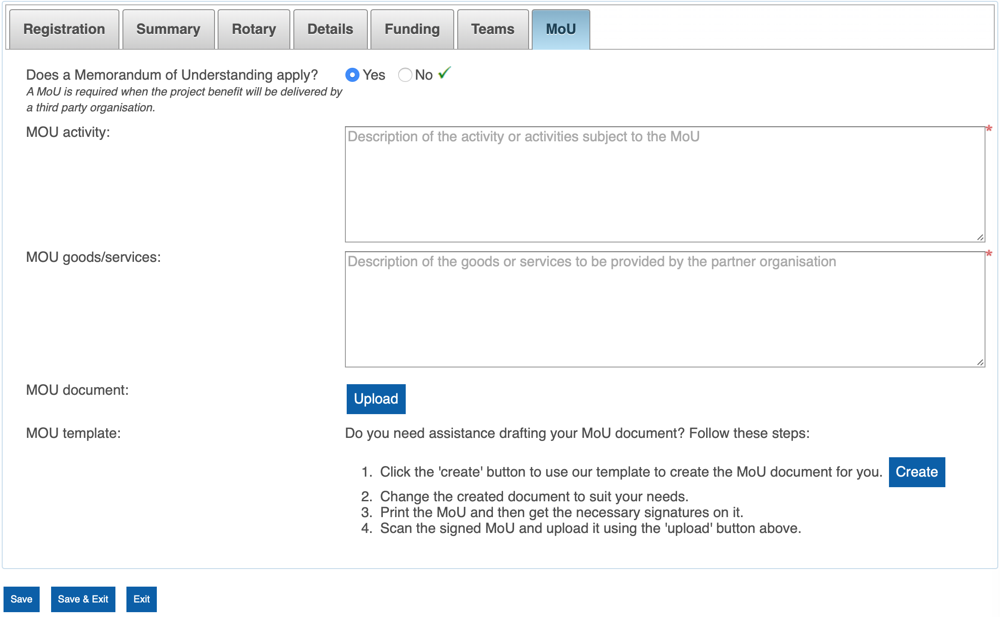 Registration Summary Rotary Details Funding Teams MoU
Does a Memorandum of Understanding apply? Yes No
A MoU is required when the project benefit will be delivered by
a third party organisation.
MOU activity:
Description of the activity or activities subject to the MoU
*
MOU goods/services:
Description of the goods or services to be provided by the partner organisation
*
MOU document:
Upload
MOU template:
Do you need assistance drafting your MoU document? Follow these steps:
1. Click the 'create' button to use our template to create the MoU document for you. Create
2. Change the created document to suit your needs.
3. Print the MoU and then get the necessary signatures on it.
4. Scan the signed MoU and upload it using the 'upload' button above.
Save Save & Exit Exit